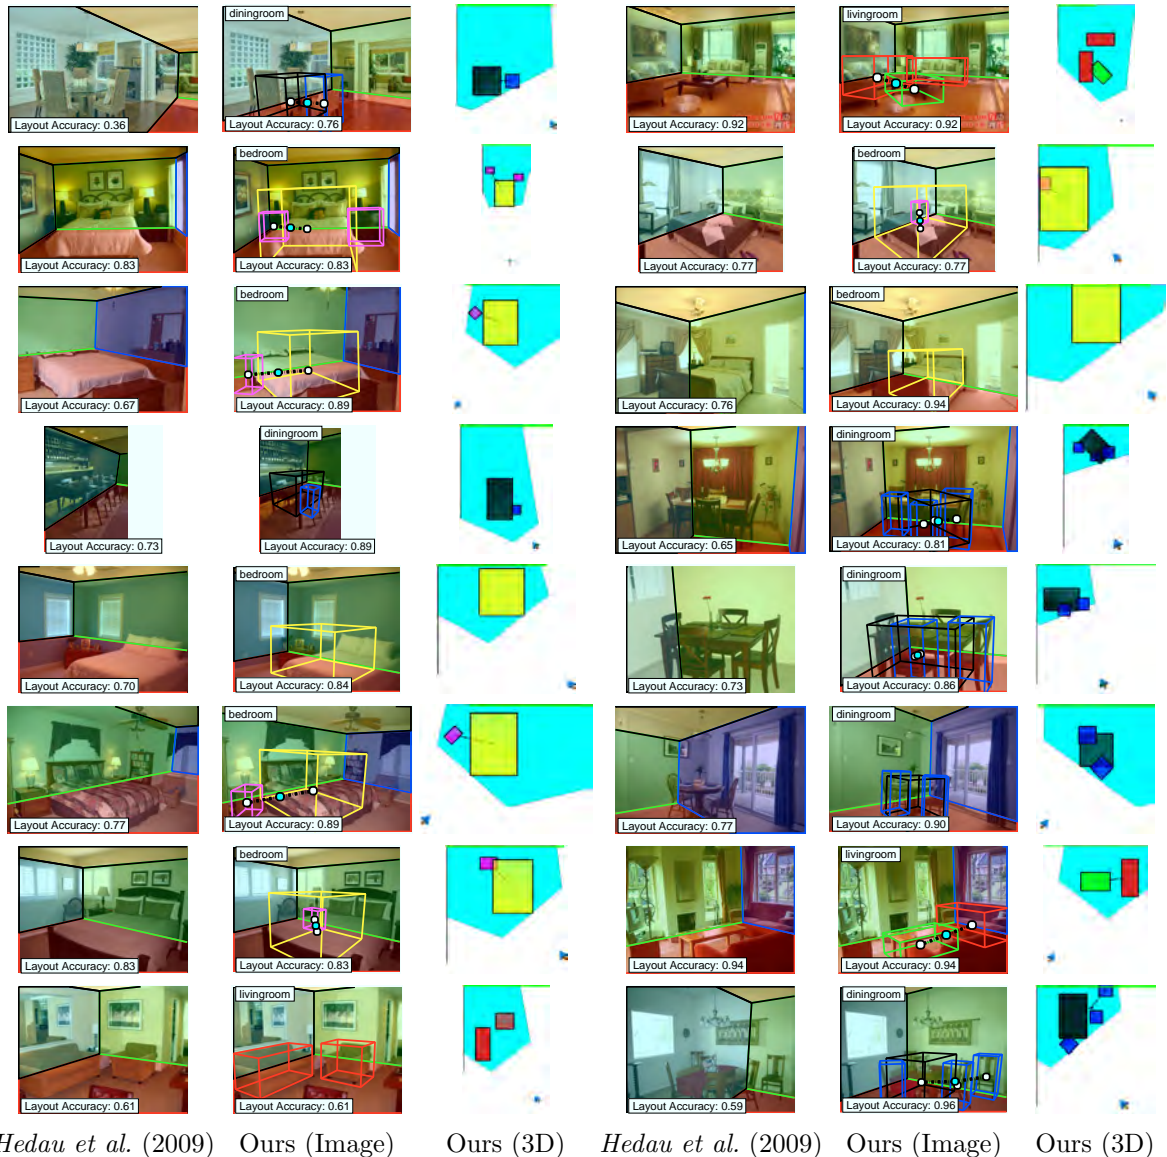 diningroom
livingroom
Layout Accuracy: 0.36
Layout Accuracy: 0.76
Layout Accuracy: 0.92
Layout Accuracy: 0.92
bedroom
bedroom
Layout Accuracy: 0.83
Layout Accuracy: 0.83
Layout Accuracy: 0.77
Layout Accuracy: 0.77
bedroom
bedroom
Layout Accuracy: 0.67
Layout Accuracy: 0.89
Layout Accuracy: 0.76
Layout Accuracy: 0.94
diningroom
diningroom
Layout Accuracy: 0.73
Layout Accuracy: 0.89
Layout Accuracy: 0.65
Layout Accuracy: 0.81
bedroom
diningroom
Layout Accuracy: 0.70
Layout Accuracy: 0.84
Layout Accuracy: 0.73
Layout Accuracy: 0.86
bedroom
diningroom
Layout Accuracy: 0.77
Layout Accuracy: 0.89
Layout Accuracy: 0.77
Layout Accuracy: 0.90
bedroom
livingroom
Layout Accuracy: 0.83
Layout Accuracy: 0.83
Layout Accuracy: 0.94
Layout Accuracy: 0.94
livingroom
diningroom
Layout Accuracy: 0.61
Layout Accuracy: 0.61
Layout Accuracy: 0.59
Layout Accuracy: 0.96
Hedau et al. (2009) Ours (Image) Ours (3D) Hedau et al. (2009) Ours (Image) Ours (3D)